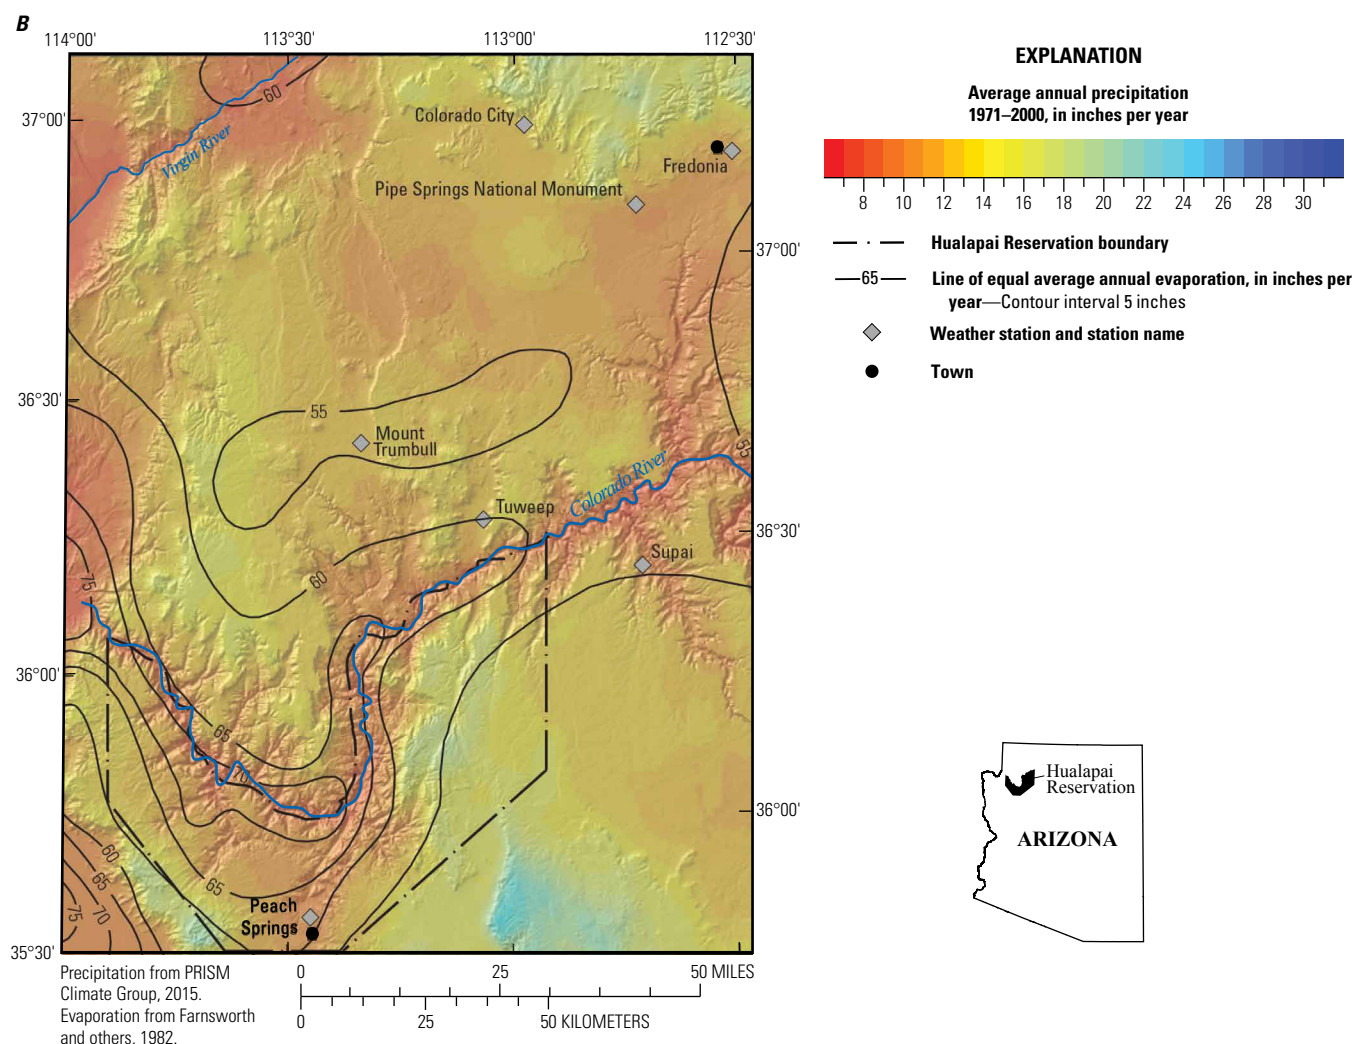 B
114°00'
113°30'
113°00'
112°30'
37°00'
36°30'
36°00'
35°30'
37°00'
36°30'
36°00'
60
Virgin River
Colorado City
Fredonia
Pipe Springs National Monument
55
Mount
Trumbull
55
Colorado River
Tuweep
Supai
60
75
65
70
60
65
70
75
65
Peach
Springs
Precipitation from PRISM
Climate Group, 2015.
Evaporation from Farnsworth
and others, 1982.
0 25 50 MILES
0 25 50 KILOMETERS
EXPLANATION
Average annual precipitation
1971–2000, in inches per year
8 10 12 14 16 18 20 22 24 26 28 30
Hualapai Reservation boundary
65 Line of equal average annual evaporation, in inches per
year—Contour interval 5 inches
Weather station and station name
Town
Hualapai
Reservation
ARIZONA